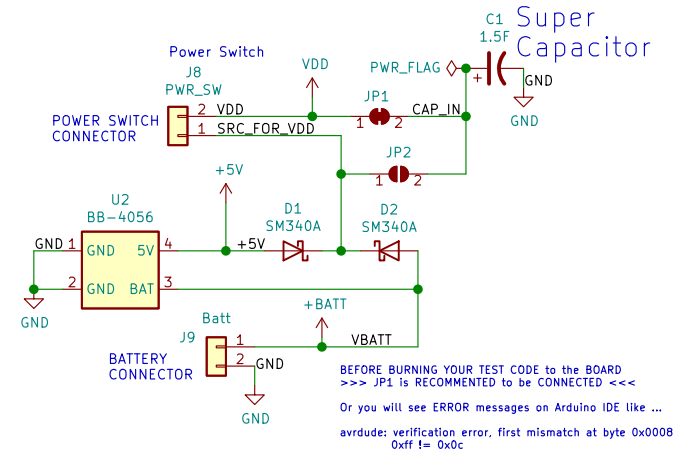 Super
Capacitor
C1
1.5F
Power Switch
VDD
PWR_FLAG
+
GND
GND
J8
PWR_SW
JP1
2 VDD
CAP_IN
1 2
POWER SWITCH
CONNECTOR
1 SRC_FOR_VDD
JP2
1 2
+5V
U2
BB-4056
D1
SM340A
D2
SM340A
GND 1 GND 5V 4 +5V
2 GND BAT 3
GND
+BATT
Batt
J9
1 VBATT
BATTERY
CONNECTOR
2 GND
GND
BEFORE BURNING YOUR TEST CODE to the BOARD
>>> JP1 is RECOMMENTED to be CONNECTED <<<
Or you will see ERROR messages on Arduino IDE like ...
avrdude: verification error, first mismatch at byte 0x0008
0xff != 0x0c